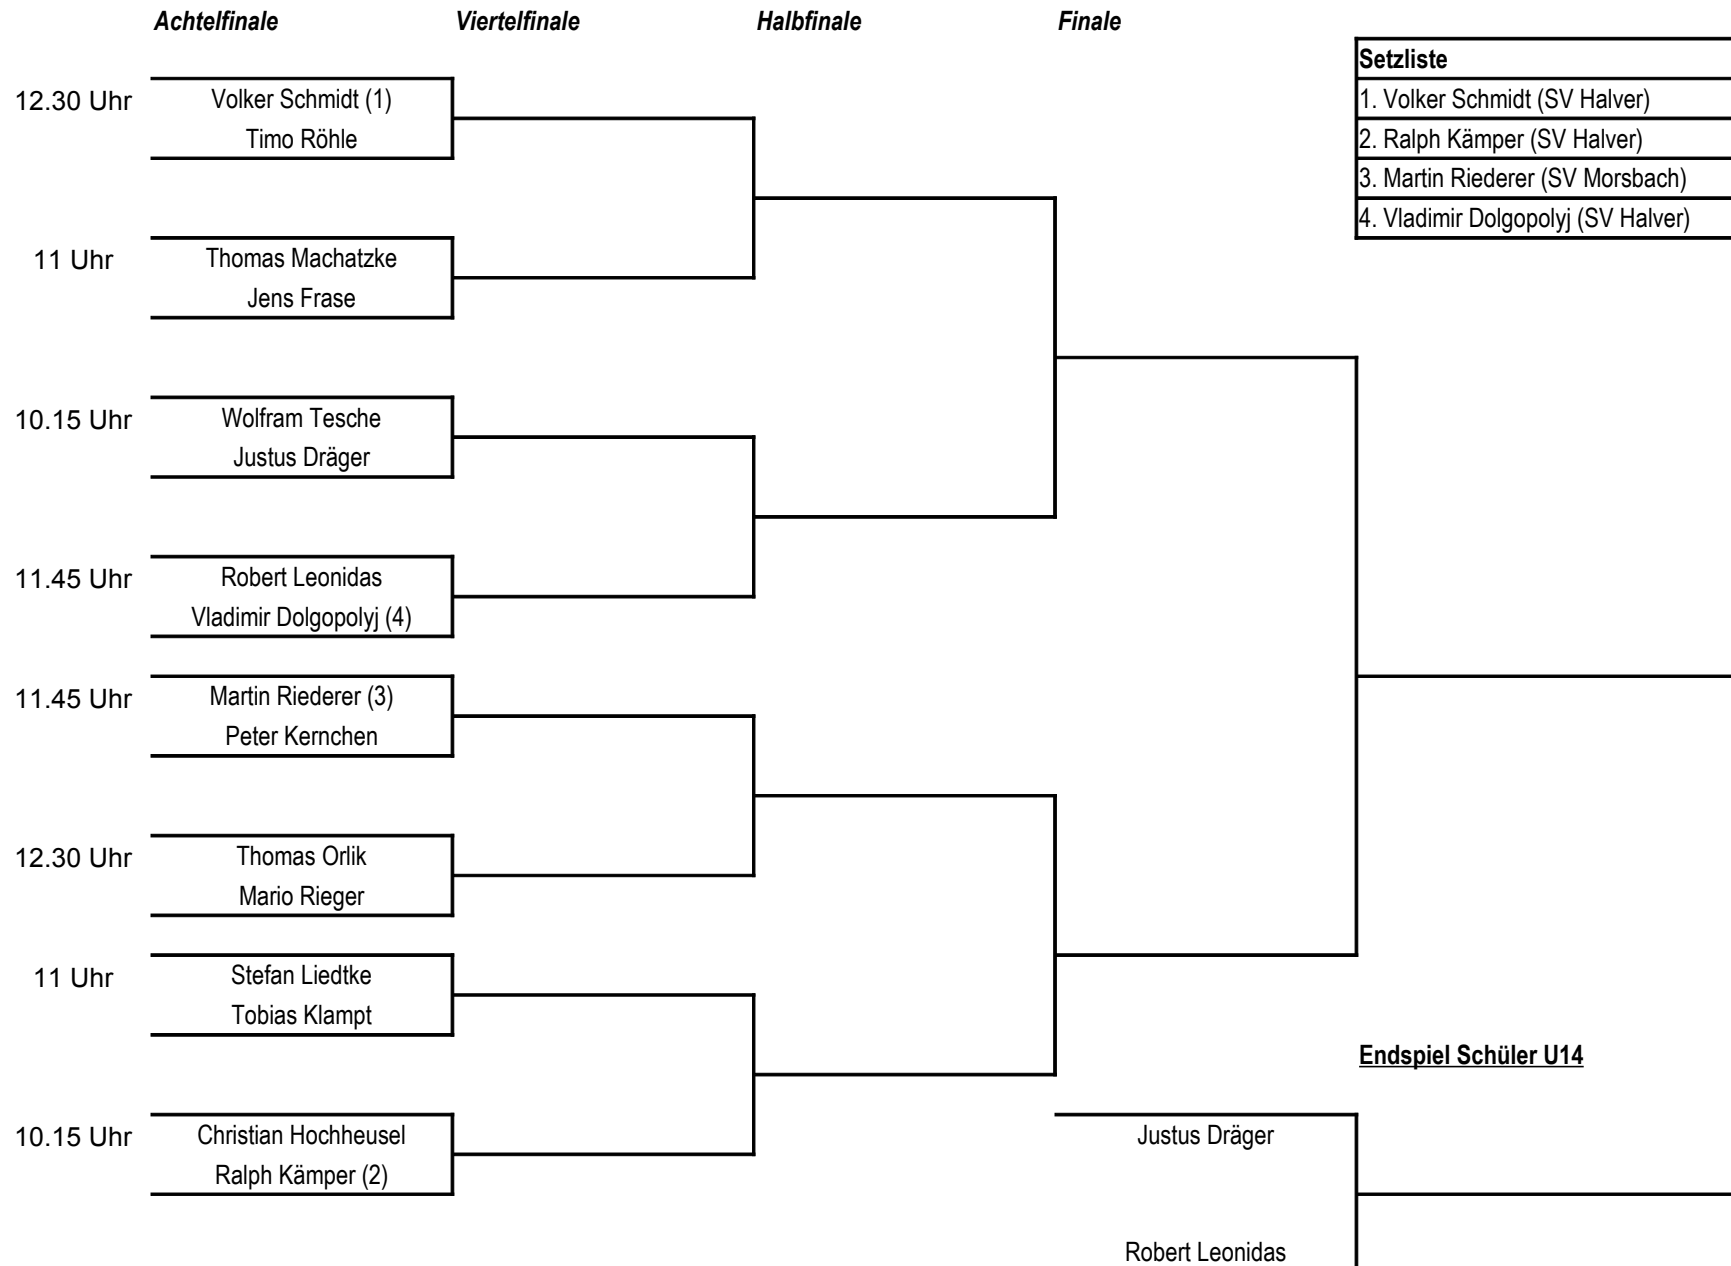 Achtelfinale Viertelfinale Halbfinale Finale
Setzliste
12.30 Uhr Volker Schmidt (1) 1. Volker Schmidt (SV Halver)
Timo Röhle 2. Ralph Kämper (SV Halver)
3. Martin Riederer (SV Morsbach)
4. Vladimir Dolgopolyj (SV Halver)
11 Uhr Thomas Machatzke
Jens Frase
10.15 Uhr Wolfram Tesche
Justus Dräger
11.45 Uhr Robert Leonidas
Vladimir Dolgopolyj (4)
11.45 Uhr Martin Riederer (3)
Peter Kernchen
12.30 Uhr Thomas Orlik
Mario Rieger
11 Uhr Stefan Liedtke
Tobias Klampt
Endspiel Schüler U14
10.15 Uhr Christian Hochheusel Justus Dräger
Ralph Kämper (2)
Robert Leonidas